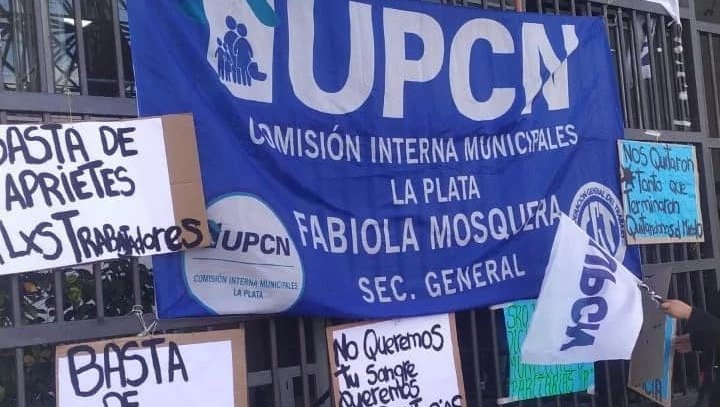 UPCN
COMISIÓN INTERNA MUNICIPALES
LA PLATA
FABIOLA MOSQUERA
SEC. GENERAL
UPCN
COMISIÓN INTERNA MUNICIPALES
LA PLATA
UPCN
BASTA DE
APRIETES
LXS TRABAJADORES
NOS QUITARON
TANTO QUE
TERMINARON
QUITANDONOS EL MIEDO
BASTA
DE
NO QUEREMOS
TU SANGRE
QUEREMOS